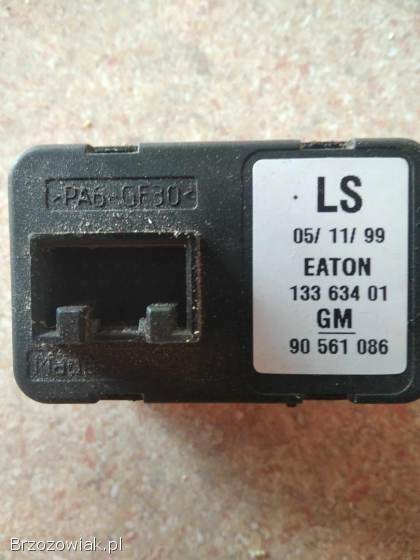 >PA6-GF30<
LS
05/ 11/ 99
EATON
133 634 01
GM
90 561 086
Brzozowiak.pl